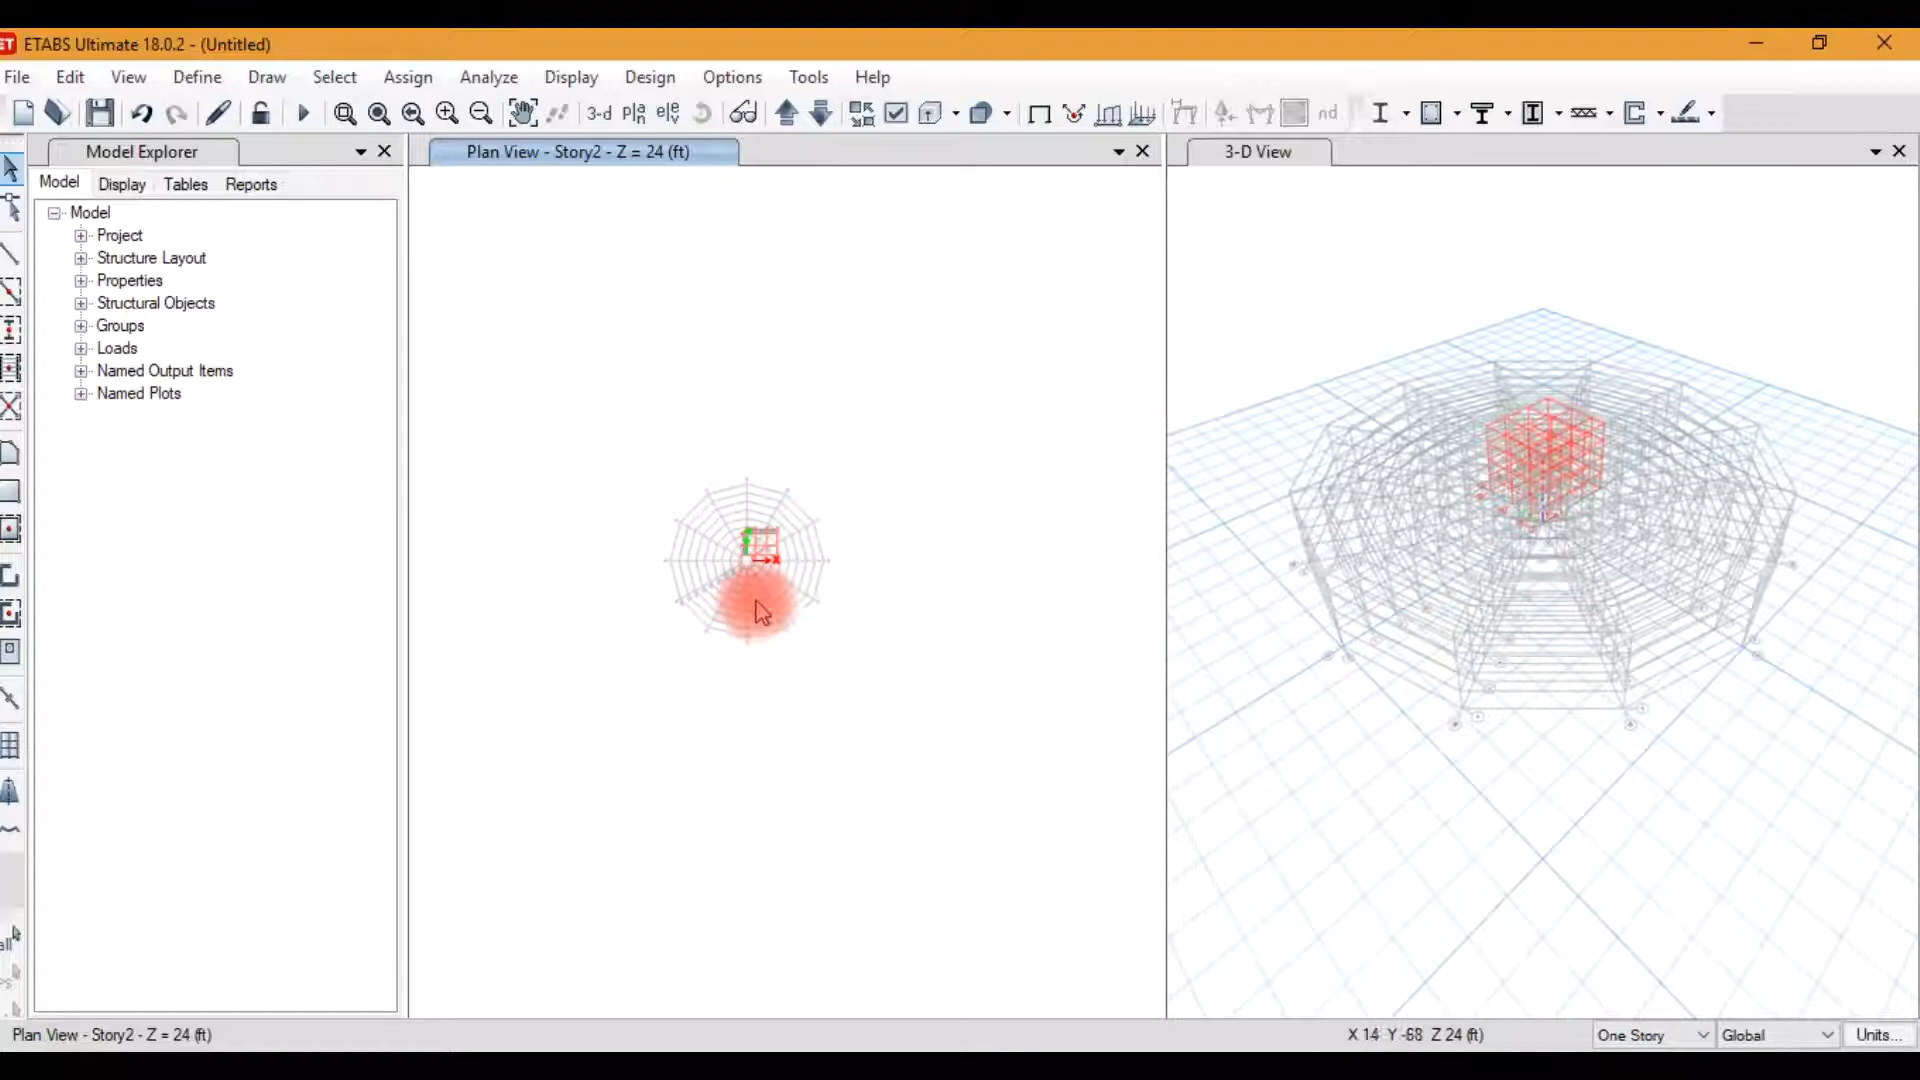 ET ETABS Ultimate 18.0.2 - (Untitled)
File Edit View Define Draw Select Assign Analyze Display Design Options Tools Help
3-d nd
Model Explorer
Plan View - Story2 - Z = 24 (ft)
3-D View
Model Display Tables Reports
Model
Project
Structure Layout
Properties
Structural Objects
Groups
Loads
Named Output Items
Named Plots
X
all
Plan View - Story2 - Z = 24 (ft)
X 14 Y -68 Z 24 (ft)
One Story
Global
Units...